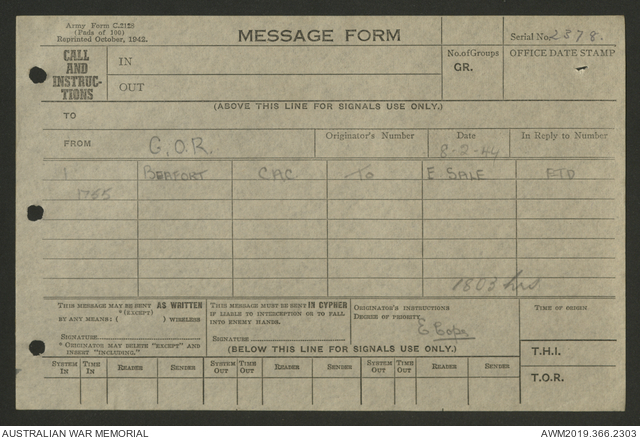 Army Form C.2128
(Pads of 100)
Reprinted October, 1942.
MESSAGE FORM
Serial No. 2378.
CALL AND INSTRUC-TIONS
IN
OUT
No. of Groups
GR.
OFFICE DATE STAMP
(ABOVE THIS LINE FOR SIGNALS USE ONLY.)
TO
FROM G.O.R.
Originator's Number
Date 8-2-44
In Reply to Number
1 BEAFORT CAC. TO E. SALE ETD
1755
1803 hrs
THIS MESSAGE MAY BE SENT AS WRITTEN
*(EXCEPT)
BY ANY MEANS: ( ) WIRELESS
SIGNATURE
* ORIGINATOR MAY DELETE "EXCEPT" AND INSERT "INCLUDING."
THIS MESSAGE MUST BE SENT IN CYPHER
IF LIABLE TO INTERCEPTION OR TO FALL
INTO ENEMY HANDS.
SIGNATURE
ORIGINATOR'S INSTRUCTIONS
DEGREE OF PRIORITY
E Copy
TIME OF ORIGIN
(BELOW THIS LINE FOR SIGNALS USE ONLY.)
T.H.I.
SYSTEM IN TIME IN READER SENDER SYSTEM OUT TIME OUT READER SENDER SYSTEM OUT TIME OUT READER SENDER
T.O.R.
AUSTRALIAN WAR MEMORIAL
AWM2019.366.2303